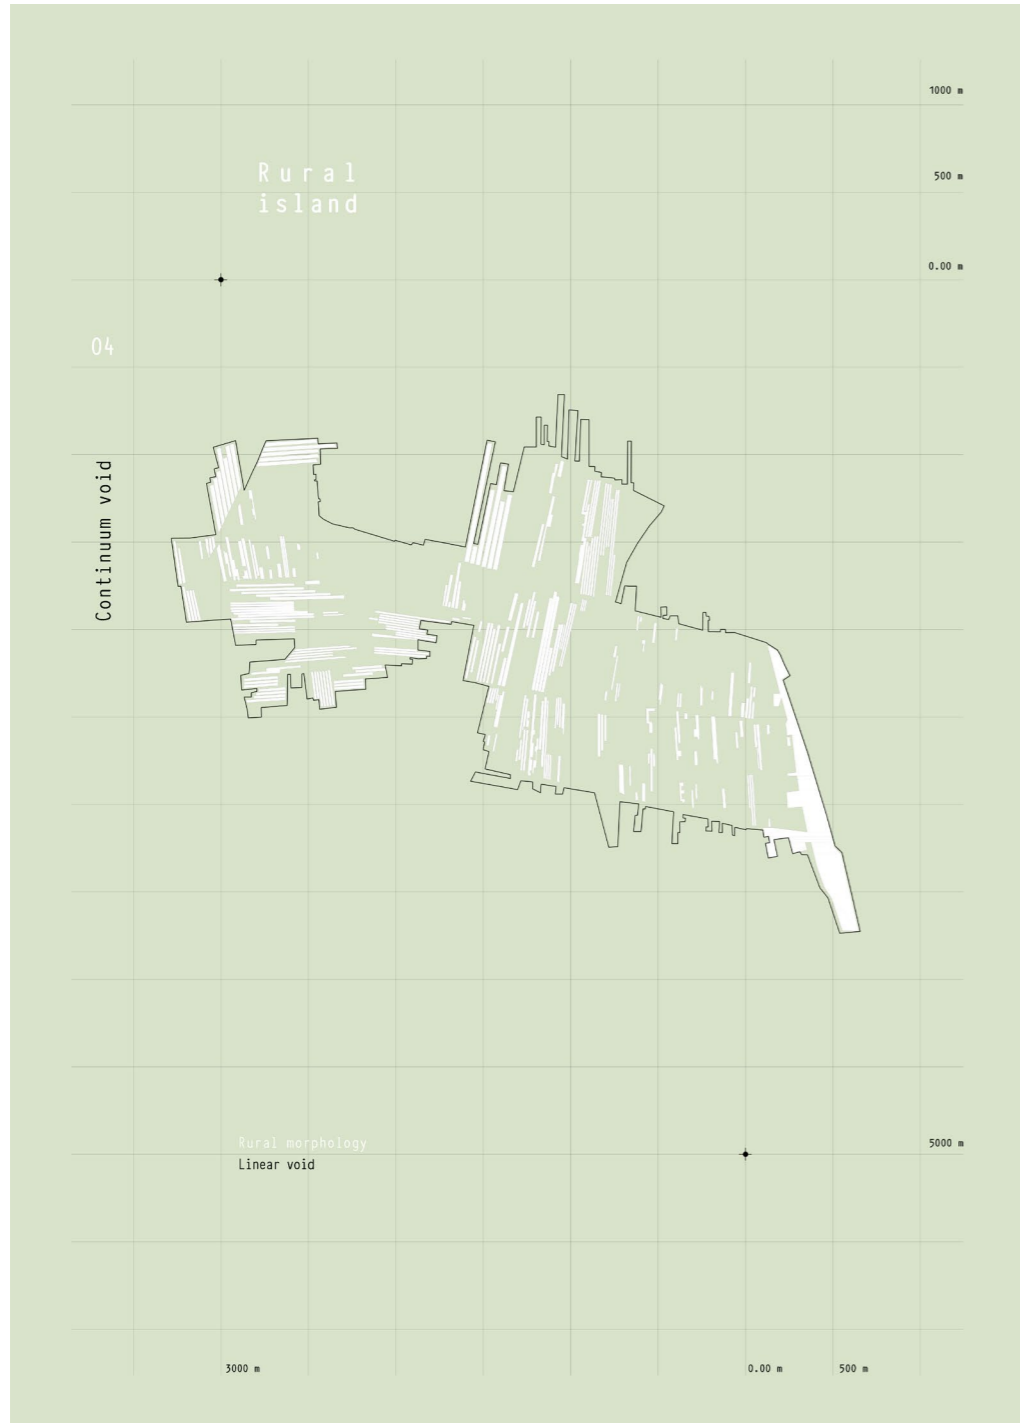 1000 m
Rural
island
500 m
0.00 m
04
Continuum void
Rural morphology
Linear void
5000 m
3000 m
0.00 m
500 m